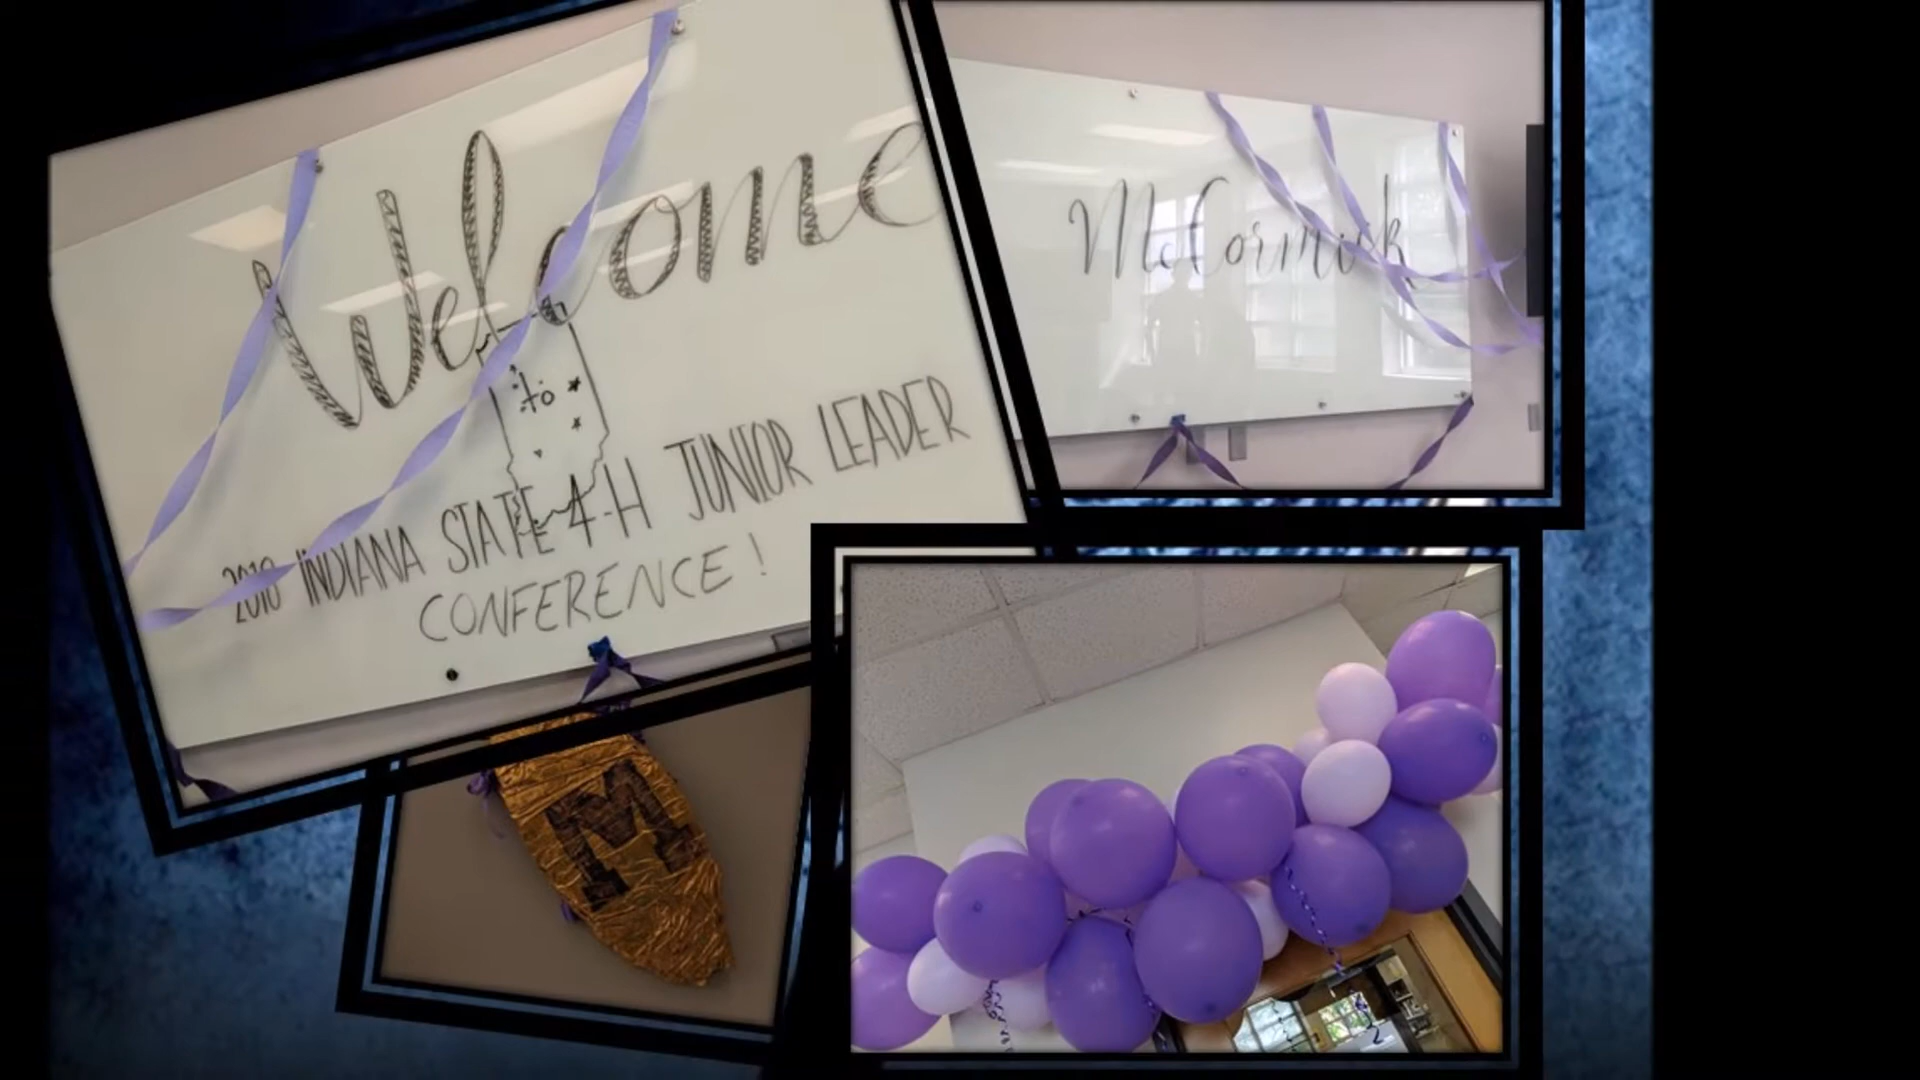 Welcome
to
2018 INDIANA STATE 4-H JUNIOR LEADER
CONFERENCE!
McCormick
M